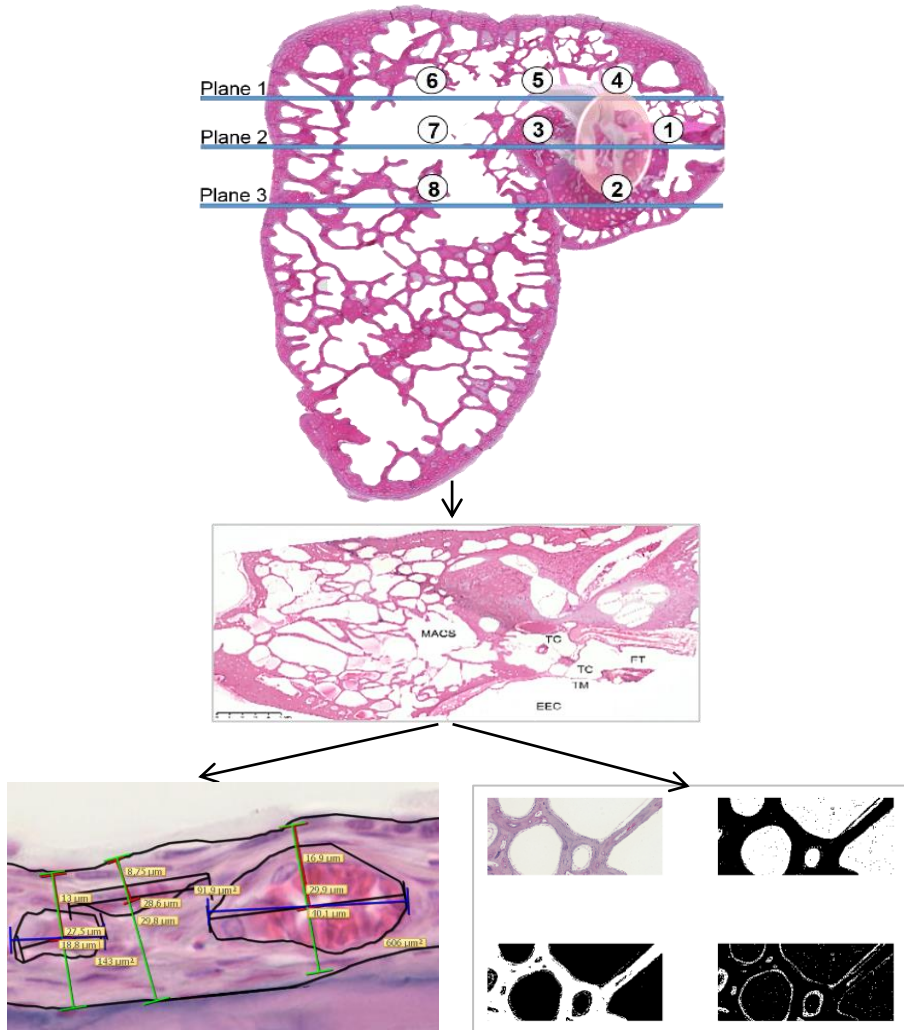 6 5 4
Plane 1
7 3 1
Plane 2
8 2
Plane 3
MACS
TC
FT
TC
TM
EEC
16,9 µm
8,75 µm
13 µm
91,9 µm²
29,9 µm
28,6 µm
40,1 µm
29,8 µm
27,5 µm
18,8 µm
606 µm²
143 µm²